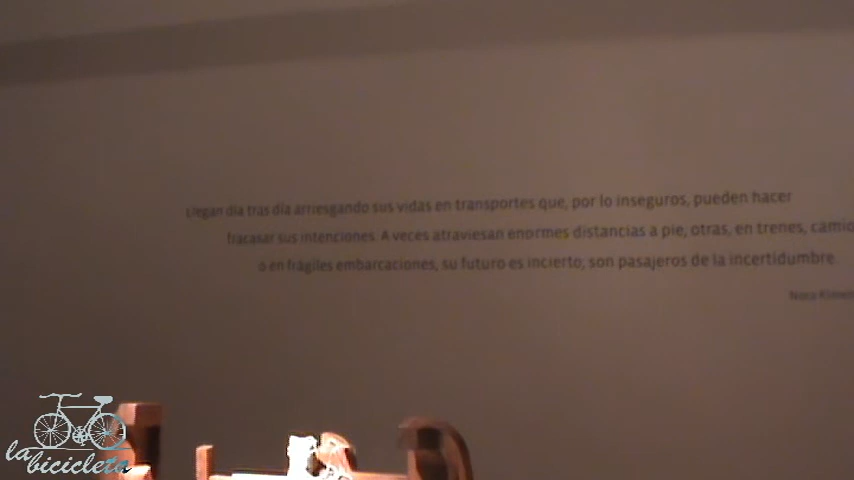 Llegan día tras día arriesgando sus vidas en transportes que, por lo inseguros, pueden hacer
fracasar sus intenciones. A veces atraviesan enormes distancias a pie, otras, en trenes, camio
o en frágiles embarcaciones, su futuro es incierto; son pasajeros de la incertidumbre.
la
bicicleta